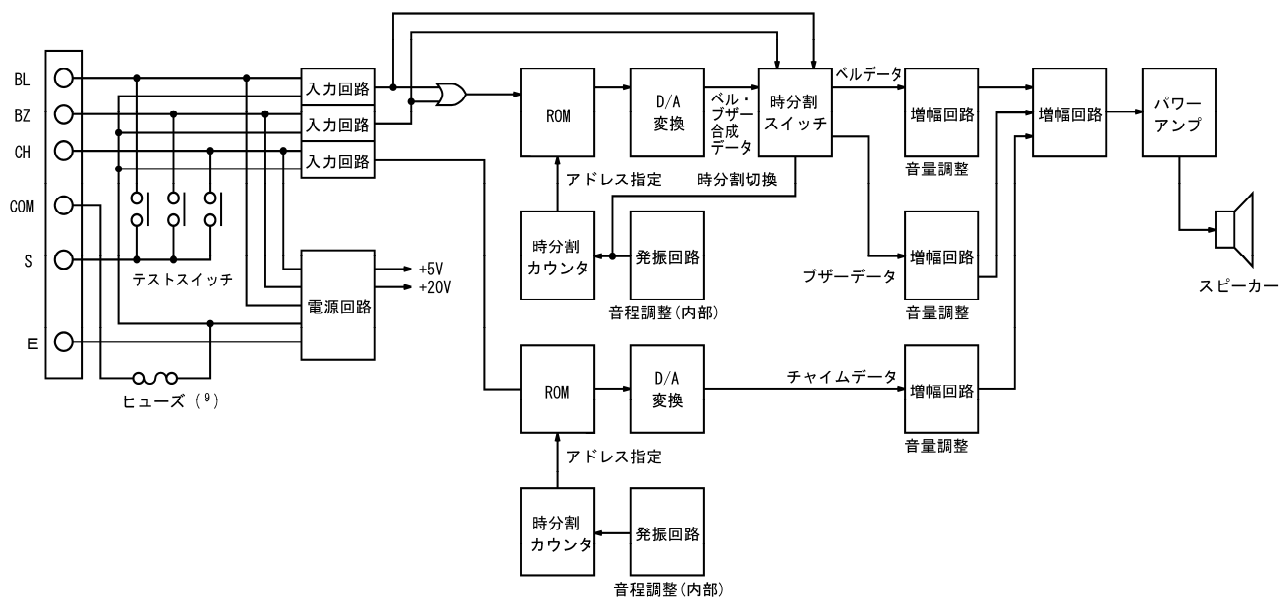 BL
BZ
CH
COM
S
E
テストスイッチ
ヒューズ (⁹)
入力回路
入力回路
入力回路
電源回路
+5V
+20V
ROM
D/A
変換
ベル・
ブザー
合成
データ
時分割
スイッチ
アドレス指定
時分割切換
時分割
カウンタ
発振回路
音程調整(内部)
ベルデータ
増幅回路
音量調整
ブザーデータ
増幅回路
音量調整
増幅回路
パワー
アンプ
スピーカー
ROM
D/A
変換
チャイムデータ
増幅回路
音量調整
アドレス指定
時分割
カウンタ
発振回路
音程調整(内部)